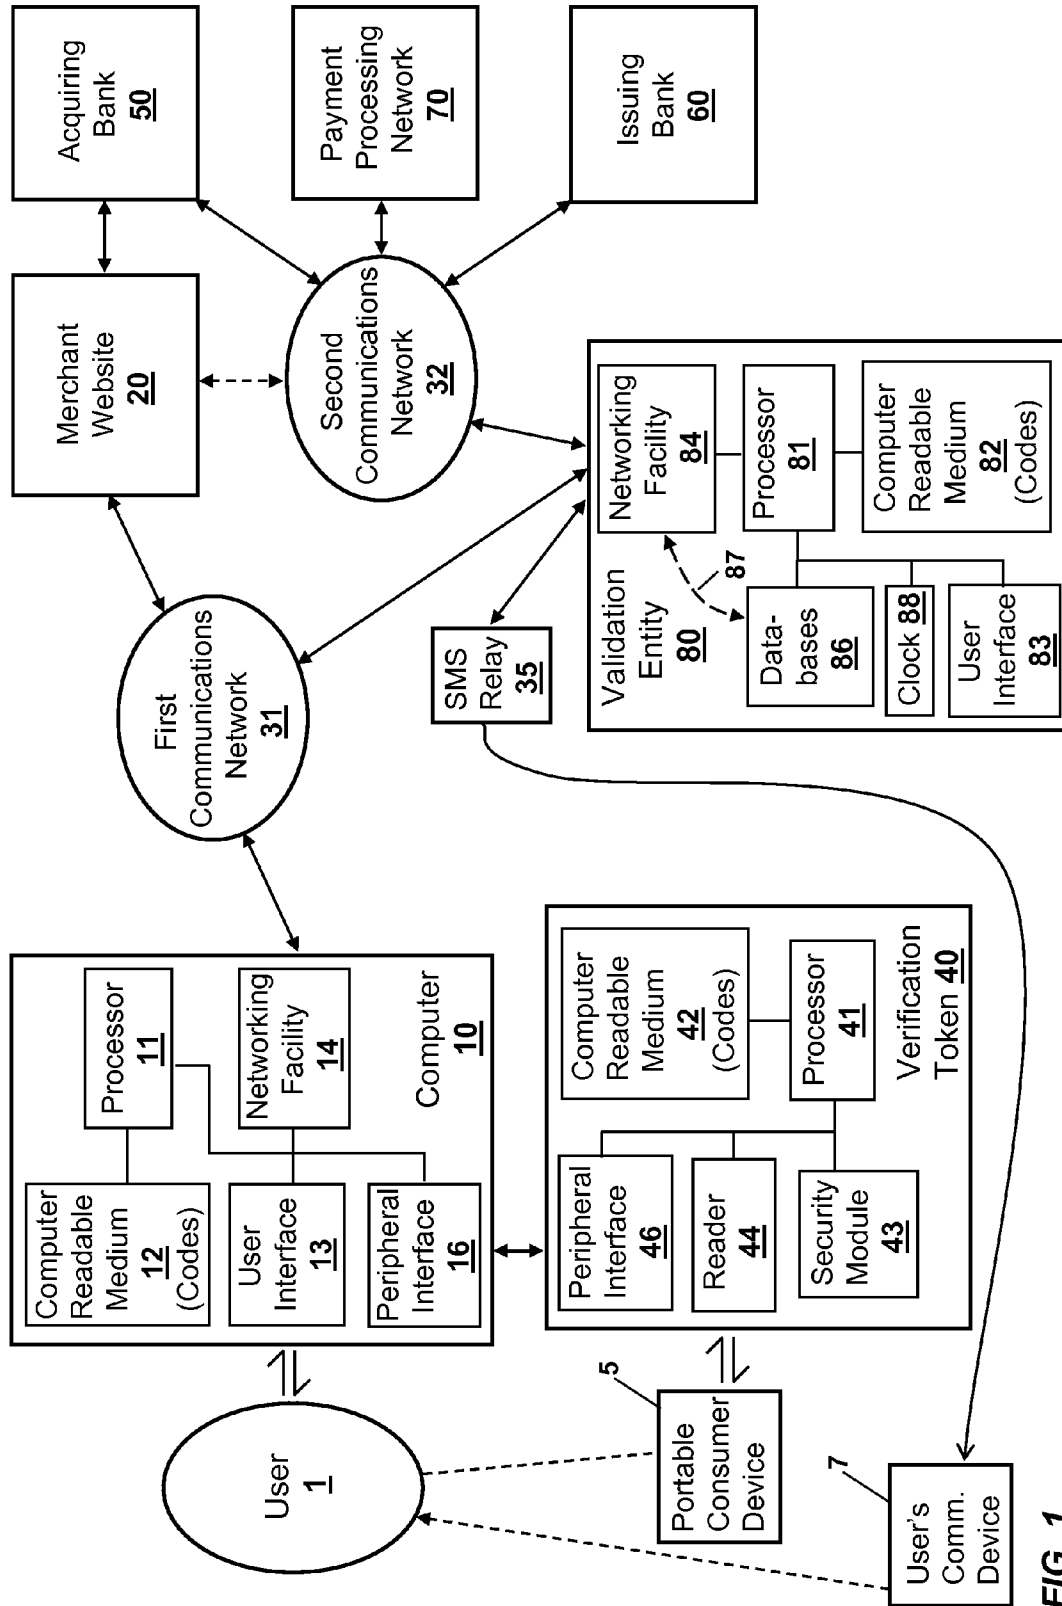 User
1
Computer
Readable
Medium
12
(Codes)
Processor
11
User
Interface
13
Networking
Facility
14
Peripheral
Interface
16
Computer
10
First
Communications
Network
31
Merchant
Website
20
Acquiring
Bank
50
Second
Communications
Network
32
Payment
Processing
Network
70
Issuing
Bank
60
Portable
Consumer
Device
5
Peripheral
Interface
46
Reader
44
Security
Module
43
Computer
Readable
Medium
42
(Codes)
Processor
41
Verification
Token 40
SMS
Relay
35
Validation
Entity
80
Networking
Facility
84
87
Data-
bases
86
Processor
81
Clock 88
User
Interface
83
Computer
Readable
Medium
82
(Codes)
User's
Comm.
Device
7
FIG. 1